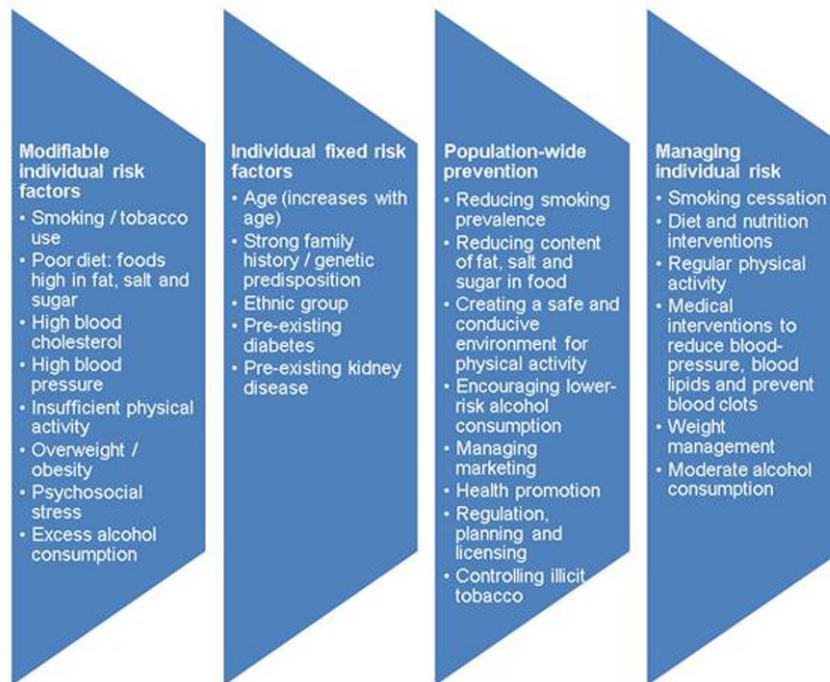 Modifiable
individual risk
factors
• Smoking / tobacco
use
• Poor diet: foods
high in fat, salt and
sugar
• High blood
cholesterol
• High blood
pressure
• Insufficient physical
activity
• Overweight /
obesity
• Psychosocial
stress
• Excess alcohol
consumption
Individual fixed risk
factors
• Age (increases with
age)
• Strong family
history / genetic
predisposition
• Ethnic group
• Pre-existing
diabetes
• Pre-existing kidney
disease
Population-wide
prevention
• Reducing smoking
prevalence
• Reducing content
of fat, salt and
sugar in food
• Creating a safe and
conducive
environment for
physical activity
• Encouraging lower-
risk alcohol
consumption
• Managing
marketing
• Health promotion
• Regulation,
planning and
licensing
• Controlling illicit
tobacco
Managing
individual risk
• Smoking cessation
• Diet and nutrition
interventions
• Regular physical
activity
• Medical
interventions to
reduce blood-
pressure, blood
lipids and prevent
blood clots
• Weight
management
• Moderate alcohol
consumption